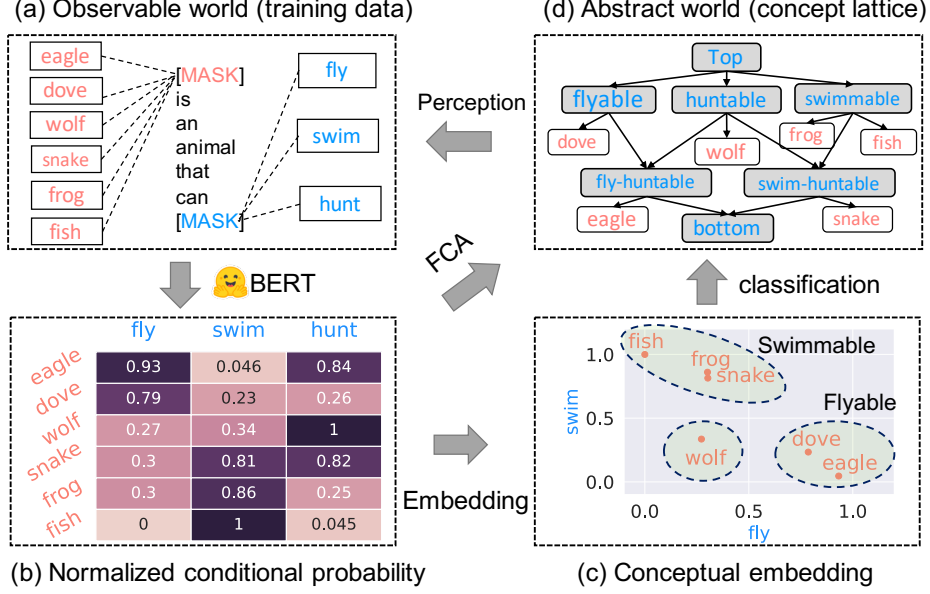 (a) Observable world (training data)
eagle
dove
wolf
snake
frog
fish
[MASK]
is
an
animal
that
can
[MASK]
fly
swim
hunt
Perception
(d) Abstract world (concept lattice)
Top
flyable
huntable
swimmable
dove
wolf
frog
fish
fly-huntable
swim-huntable
eagle
bottom
snake
BERT
FCA
classification
fly swim hunt
eagle 0.93 0.046 0.84
dove 0.79 0.23 0.26
wolf 0.27 0.34 1
snake 0.3 0.81 0.82
frog 0.3 0.86 0.25
fish 0 1 0.045
(b) Normalized conditional probability
Embedding
swim
1.0
0.5
0.0
fish
frog
snake
Swimmable
Flyable
wolf
dove
eagle
0.0 0.5 1.0
fly
(c) Conceptual embedding